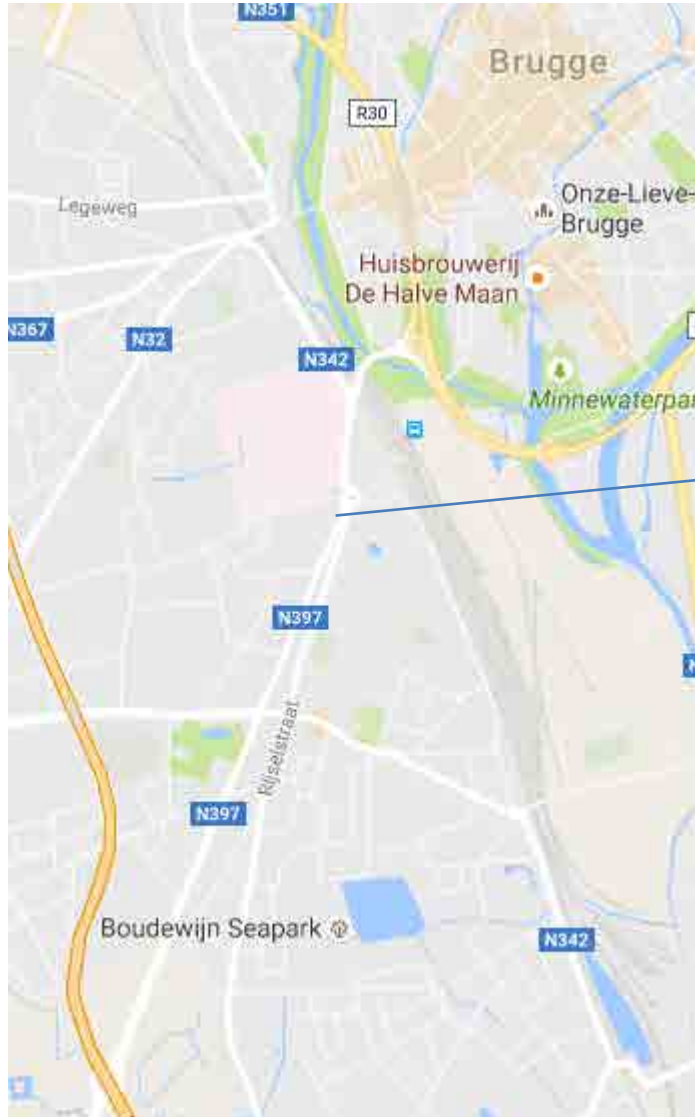 N351
Brugge
R30
Legeweg
Onze-Lieve-
Brugge
Huisbrouwerij
De Halve Maan
N367
N32
N342
Minnewaterpar
N397
Rijselstraat
N397
Boudewijn Seapark
N342